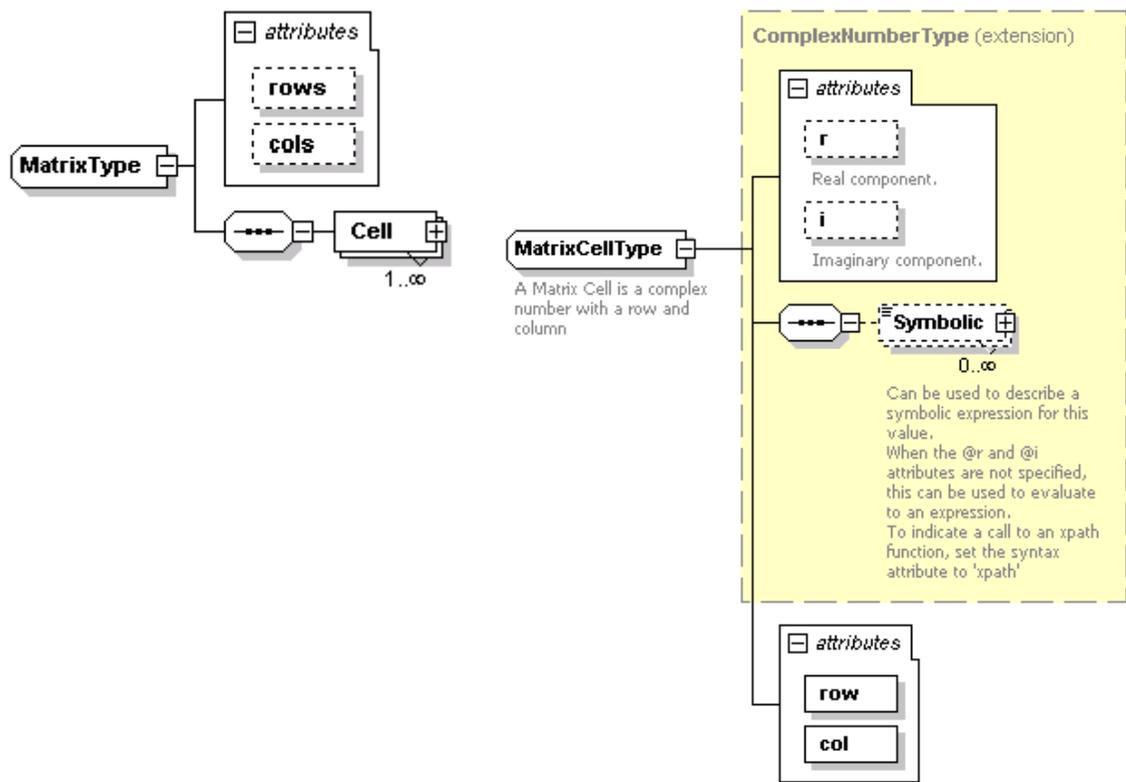 attributes
rows
cols
MatrixType
Cell
1..∞
ComplexNumberType (extension)
attributes
r
Real component.
i
Imaginary component.
MatrixCellType
A Matrix Cell is a complex
number with a row and
column
Symbolic
0..∞
Can be used to describe a
symbolic expression for this
value.
When the @r and @i
attributes are not specified,
this can be used to evaluate
to an expression.
To indicate a call to an xpath
function, set the syntax
attribute to 'xpath'
attributes
row
col